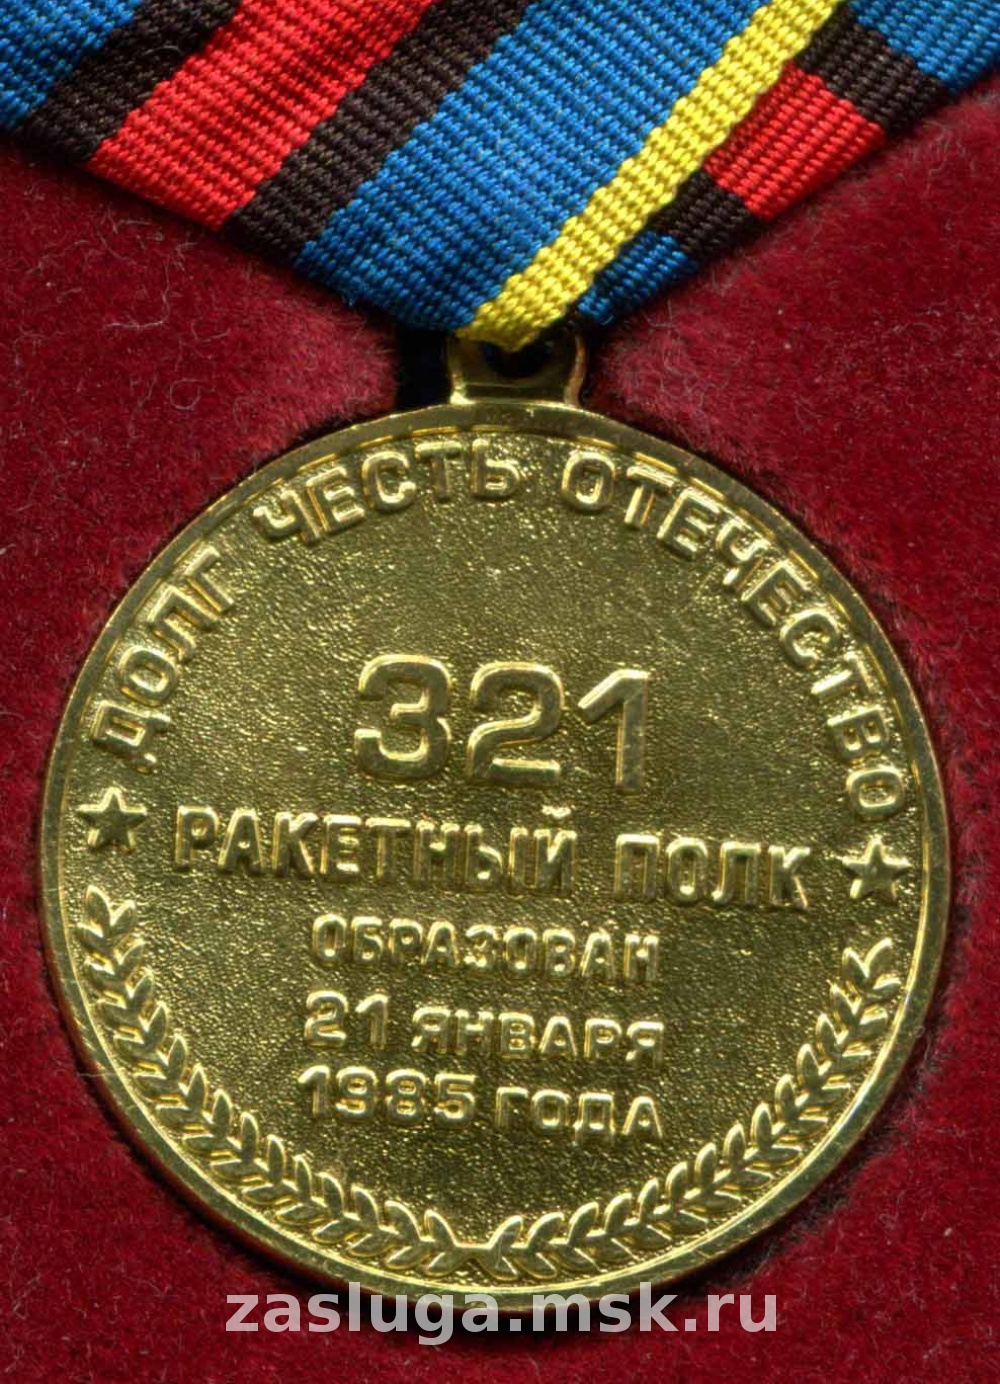 ДОЛГ ЧЕСТЬ ОТЕЧЕСТВО
321
РАКЕТНЫЙ ПОЛК
ОБРАЗОВАН
21 ЯНВАРЯ
1985 ГОДА
zasluga.msk.ru